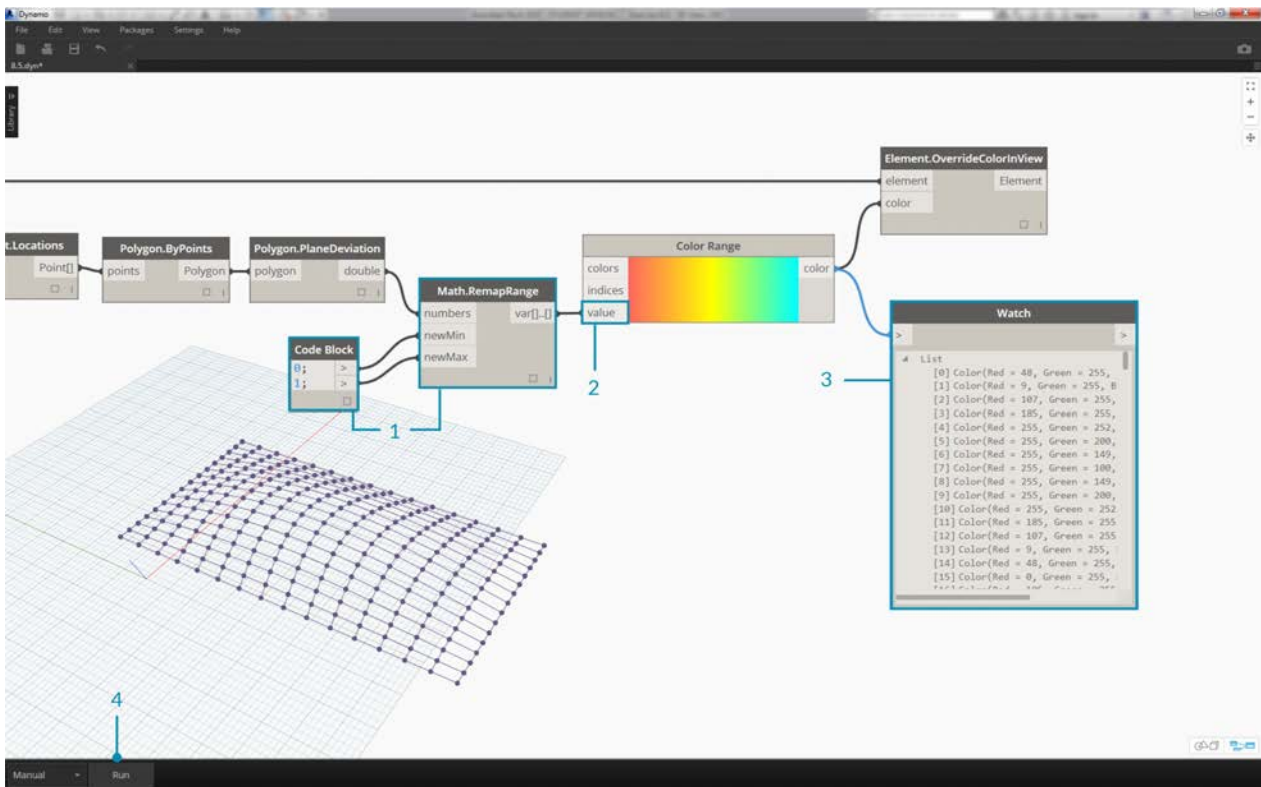 Dynamo
File Edit View Packages Settings Help
8.5.dyn*
Library
Element.OverrideColorInView
element Element
color
t.Locations
Point[]
Polygon.ByPoints
points Polygon
Polygon.PlaneDeviation
polygon double
Color Range
colors color
indices
value
Math.RemapRange
numbers var[]..[]
newMin
newMax
Code Block
0; >
1; >
Watch
> >
List
[0] Color(Red = 48, Green = 255,
[1] Color(Red = 9, Green = 255, B
[2] Color(Red = 107, Green = 255,
[3] Color(Red = 185, Green = 255,
[4] Color(Red = 255, Green = 252,
[5] Color(Red = 255, Green = 200,
[6] Color(Red = 255, Green = 149,
[7] Color(Red = 255, Green = 100,
[8] Color(Red = 255, Green = 149,
[9] Color(Red = 255, Green = 200,
[10] Color(Red = 255, Green = 252
[11] Color(Red = 185, Green = 255
[12] Color(Red = 107, Green = 255
[13] Color(Red = 9, Green = 255,
[14] Color(Red = 48, Green = 255,
[15] Color(Red = 0, Green = 255,
1
2
3
4
Manual Run